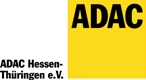 ADAC
ADAC Hessen-
Thüringen e.V.